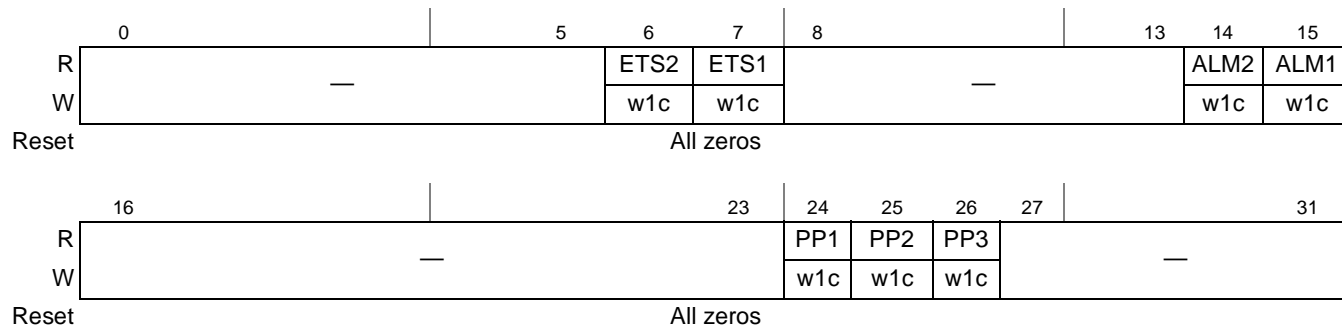 0 5 6 7 8 13 14 15
R — ETS2 ETS1 — ALM2 ALM1
W w1c w1c w1c w1c
Reset All zeros
16 23 24 25 26 27 31
R — PP1 PP2 PP3 —
W w1c w1c w1c
Reset All zeros